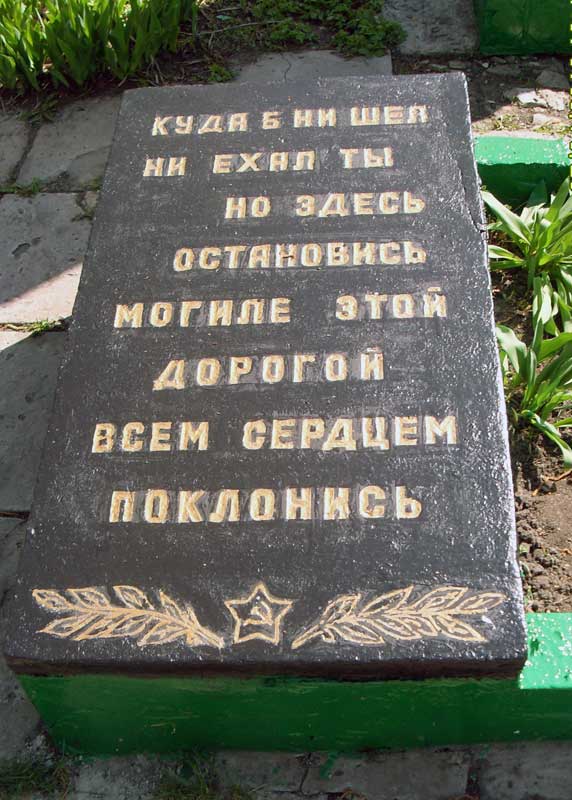 КУДА Б НИ ШЕЛ
НИ ЕХАЛ ТЫ
НО ЗДЕСЬ
ОСТАНОВИСЬ
МОГИЛЕ ЭТОЙ
ДОРОГОЙ
ВСЕМ СЕРДЦЕМ
ПОКЛОНИСЬ